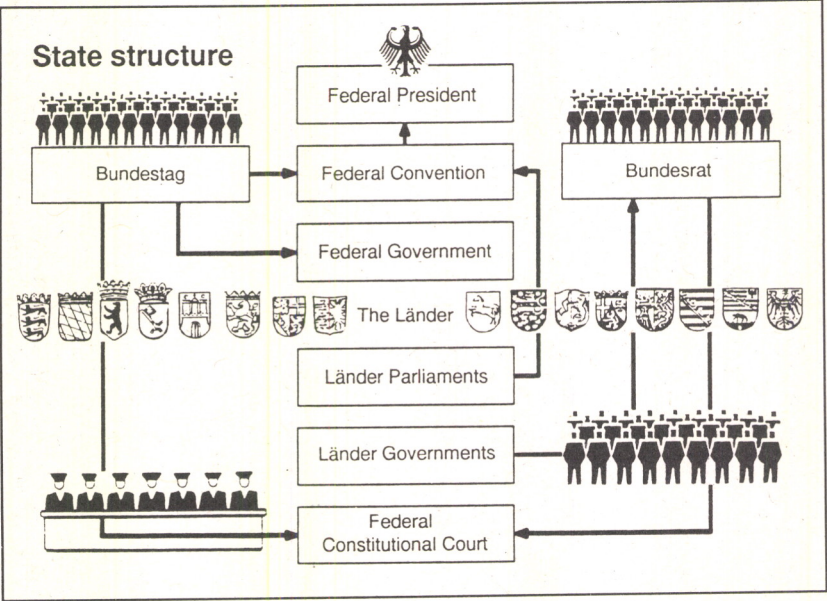 State structure
Federal President
Bundestag
Federal Convention
Bundesrat
Federal Government
The Länder
Länder Parliaments
Länder Governments
Federal
Constitutional Court